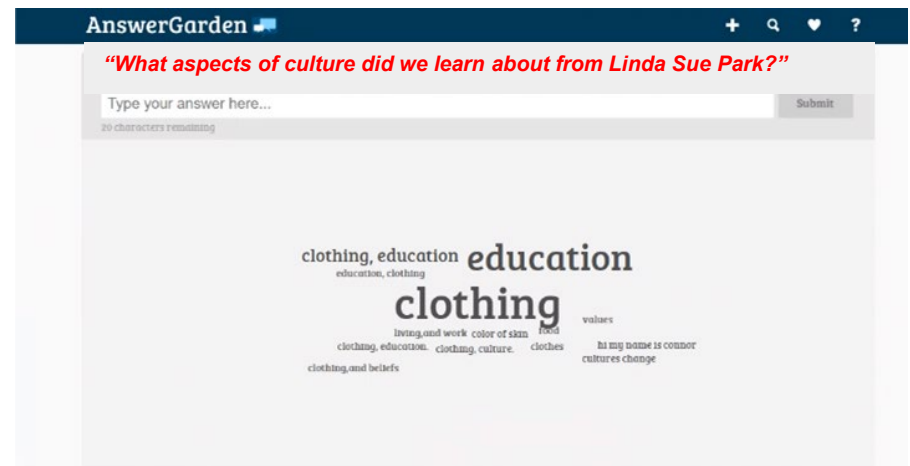 AnswerGarden
“What aspects of culture did we learn about from Linda Sue Park?”
Type your answer here...
Submit
20 characters remaining
clothing, education education
education, clothing
clothing
values
living,and work color of skin food
clothing, education. clothing, culture. clothes hi my name is connor
cultures change
clothing,and beliefs